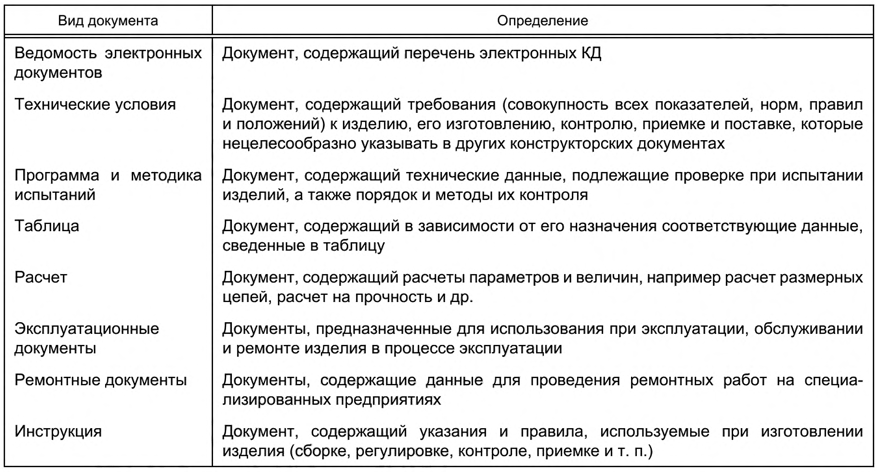 Вид документа
Определение
Ведомость электронных
документов
Документ, содержащий перечень электронных КД
Технические условия
Документ, содержащий требования (совокупность всех показателей, норм, правил
и положений) к изделию, его изготовлению, контролю, приемке и поставке, которые
нецелесообразно указывать в других конструкторских документах
Программа и методика
испытаний
Документ, содержащий технические данные, подлежащие проверке при испытании
изделий, а также порядок и методы их контроля
Таблица
Документ, содержащий в зависимости от его назначения соответствующие данные,
сведенные в таблицу
Расчет
Документ, содержащий расчеты параметров и величин, например расчет размерных
цепей, расчет на прочность и др.
Эксплуатационные
документы
Документы, предназначенные для использования при эксплуатации, обслуживании
и ремонте изделия в процессе эксплуатации
Ремонтные документы
Документы, содержащие данные для проведения ремонтных работ на специа-
лизированных предприятиях
Инструкция
Документ, содержащий указания и правила, используемые при изготовлении
изделия (сборке, регулировке, контроле, приемке и т. п.)